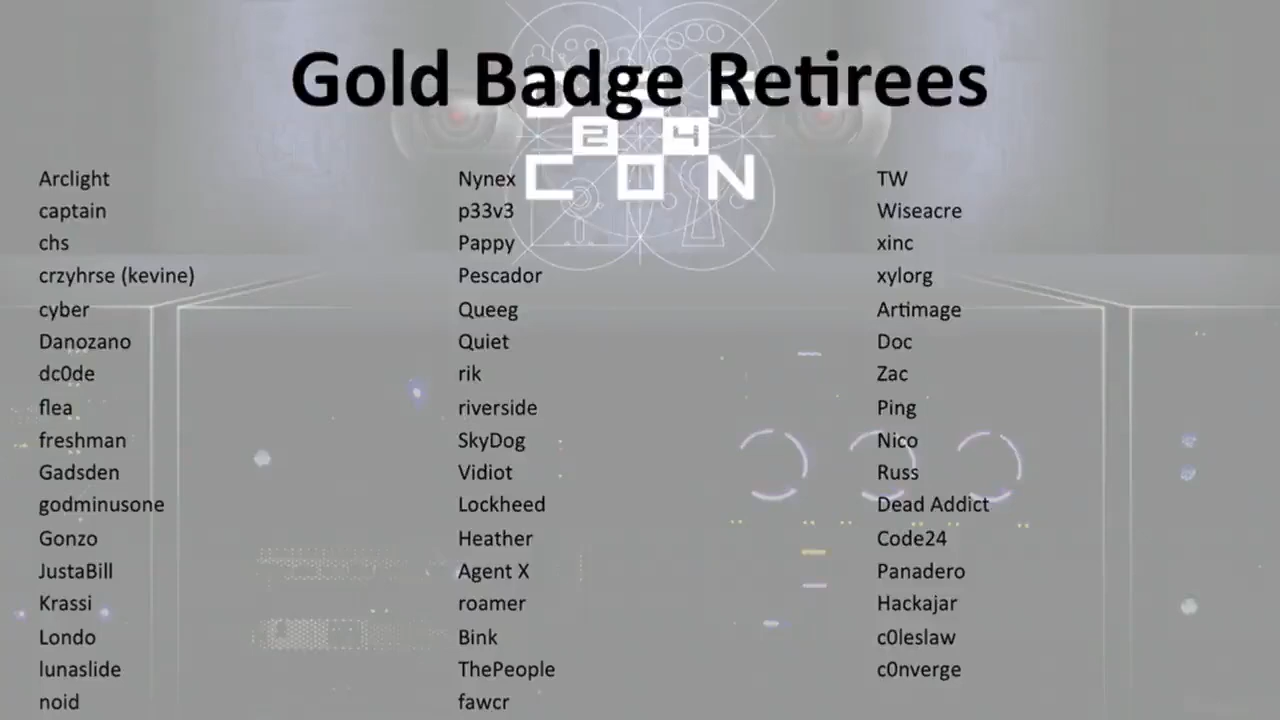 Gold Badge Retirees
24
CON
Arclight
captain
chs
crzyhrse (kevine)
cyber
Danozano
dc0de
flea
freshman
Gadsden
godminusone
Gonzo
JustaBill
Krassi
Londo
lunaslide
noid
Nynex
p33v3
Pappy
Pescador
Queeg
Quiet
rik
riverside
SkyDog
Vidiot
Lockheed
Heather
Agent X
roamer
Bink
ThePeople
fawcr
TW
Wiseacre
xinc
xylorg
Artimage
Doc
Zac
Ping
Nico
Russ
Dead Addict
Code24
Panadero
Hackajar
c0leslaw
c0nverge